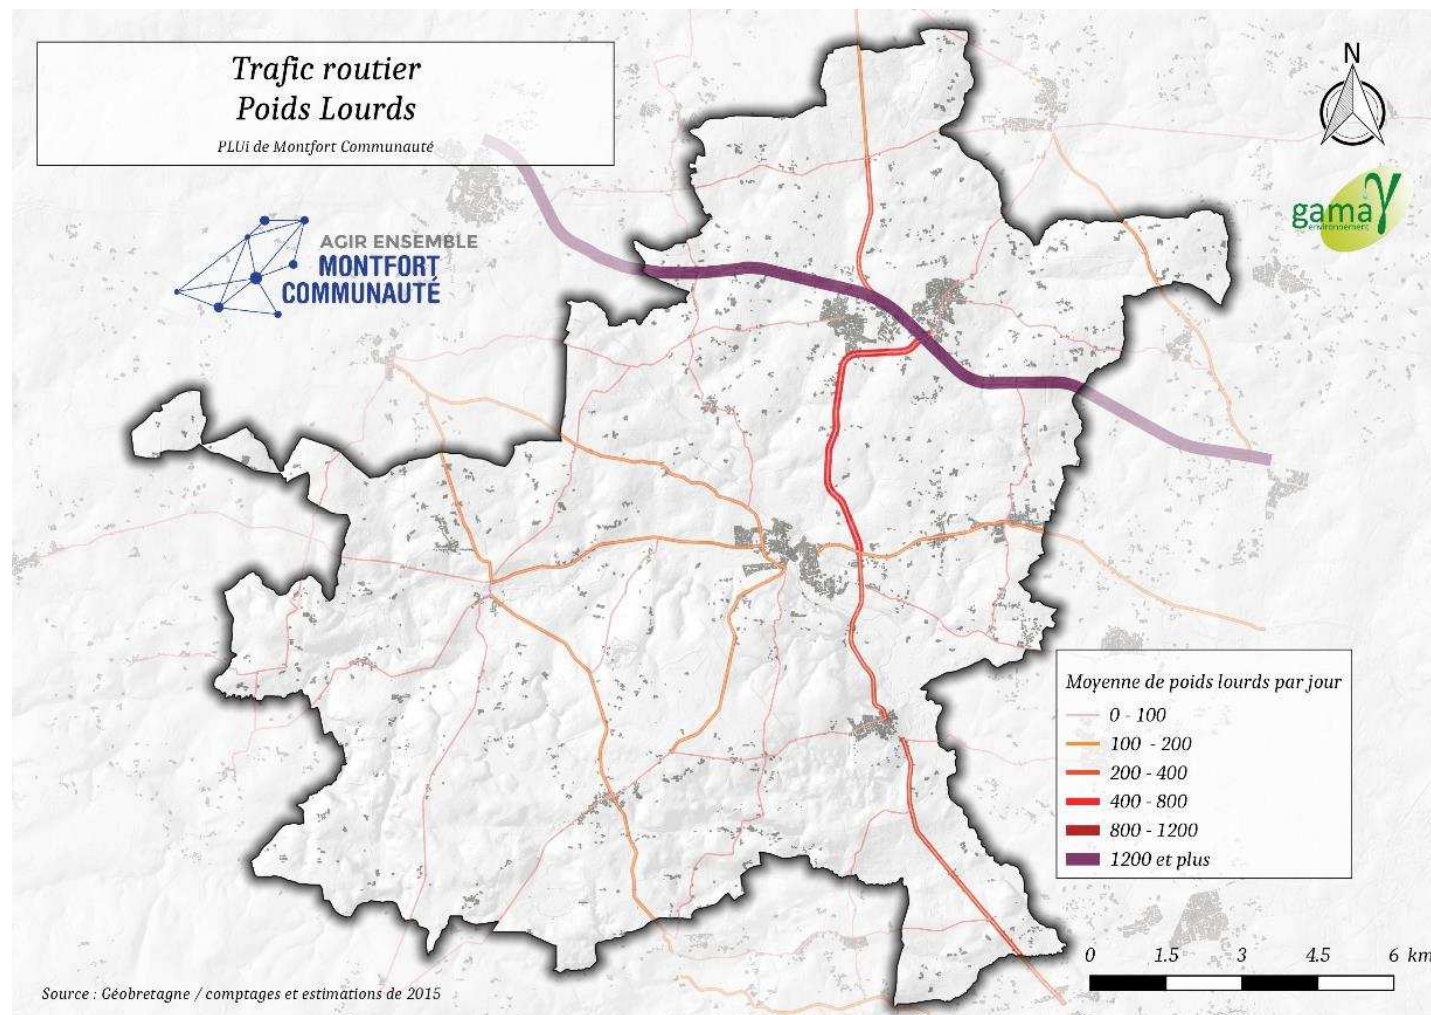 Trafic routier
Poids Lourds
PLUi de Montfort Communauté
N
gama
environnement
AGIR ENSEMBLE
MONTFORT
COMMUNAUTÉ
Moyenne de poids lourds par jour
0 - 100
100 - 200
200 - 400
400 - 800
800 - 1200
1200 et plus
0 1.5 3 4.5 6 km
Source : Géobretagne / comptages et estimations de 2015